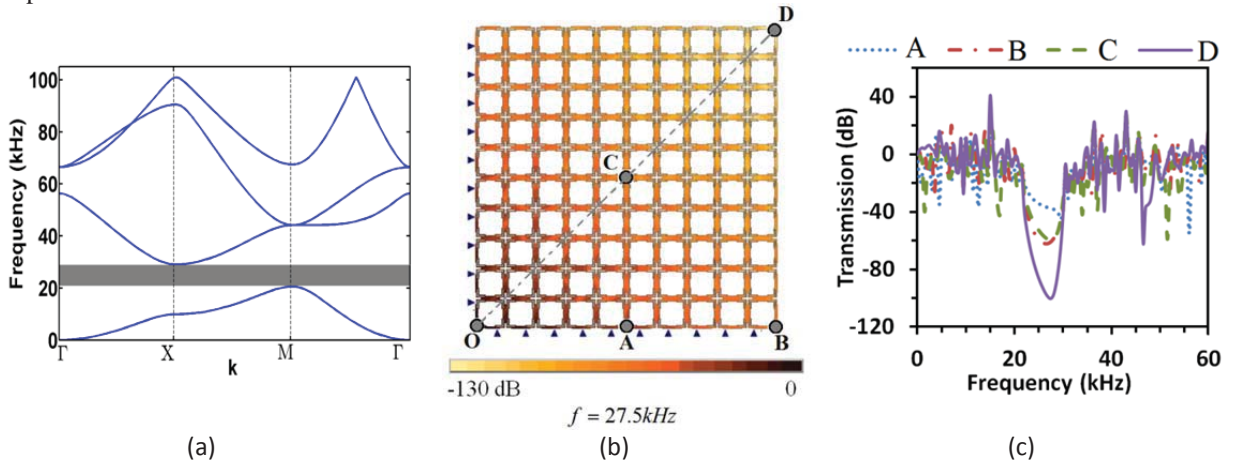 100
80
60
40
20
0
Frequency (kHz)
Γ X M Γ
k
(a)
D
C
O A B
-130 dB 0
f = 27.5kHz
(b)
A B C D
40
0
-40
-80
-120
Transmission (dB)
0 20 40 60
Frequency (kHz)
(c)